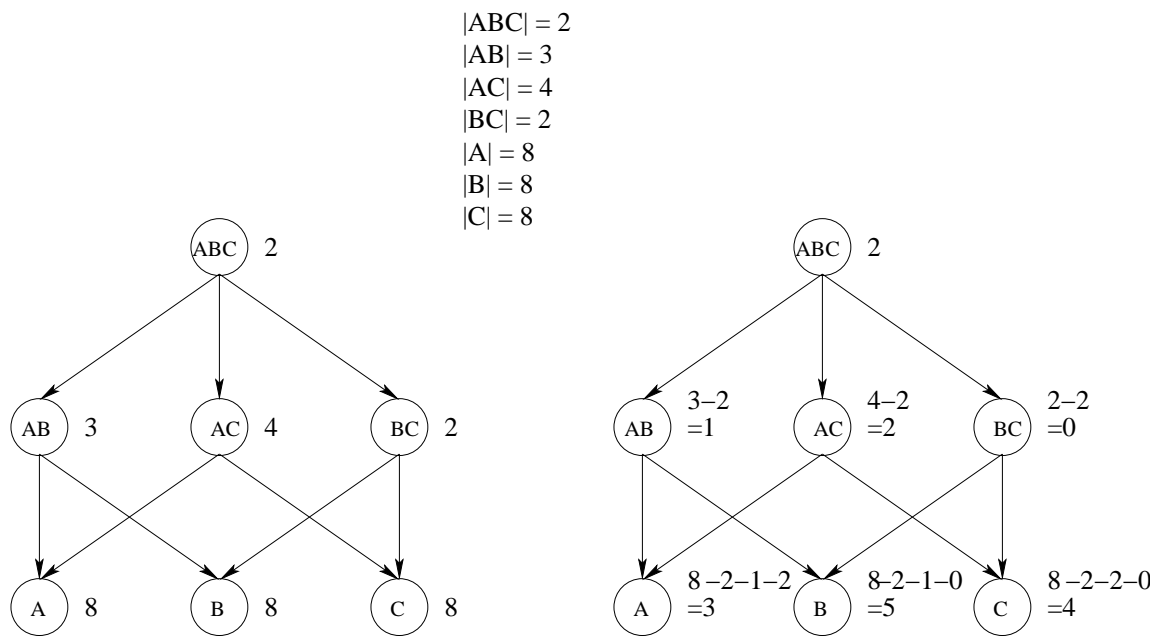 |ABC| = 2
|AB| = 3
|AC| = 4
|BC| = 2
|A| = 8
|B| = 8
|C| = 8
ABC 2
AB 3 AC 4 BC 2
A 8 B 8 C 8
ABC 2
3–2 4–2 2–2
AB =1 AC =2 BC =0
8–2–1–2 8–2–1–0 8–2–2–0
A =3 B =5 C =4